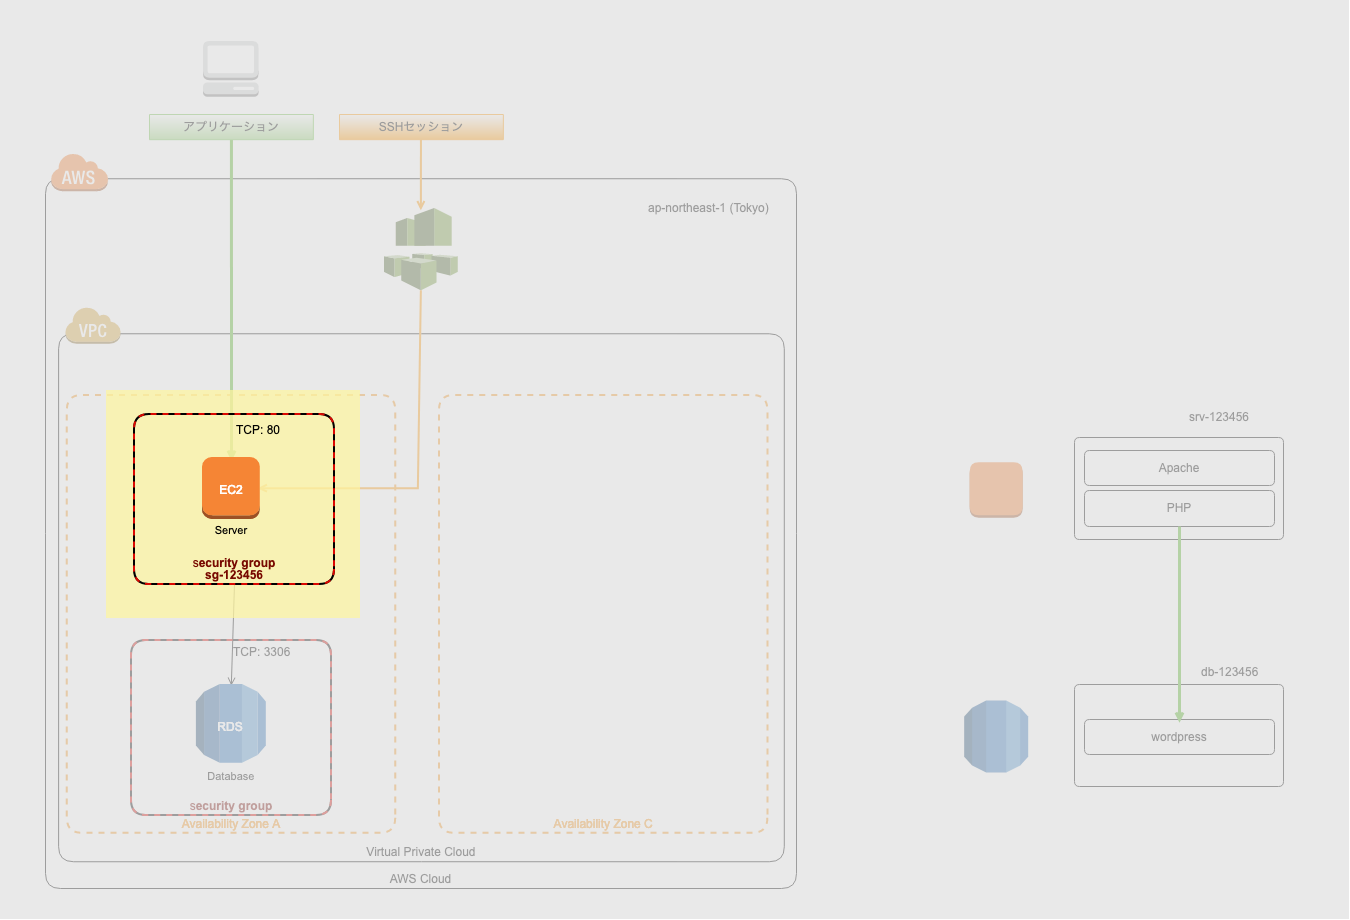 アプリケーション
SSHセッション
AWS
ap-northeast-1 (Tokyo)
VPC
TCP: 80
EC2
Server
security group
sg-123456
TCP: 3306
RDS
Database
security group
Availability Zone A
Availability Zone C
Virtual Private Cloud
AWS Cloud
srv-123456
Apache
PHP
db-123456
wordpress